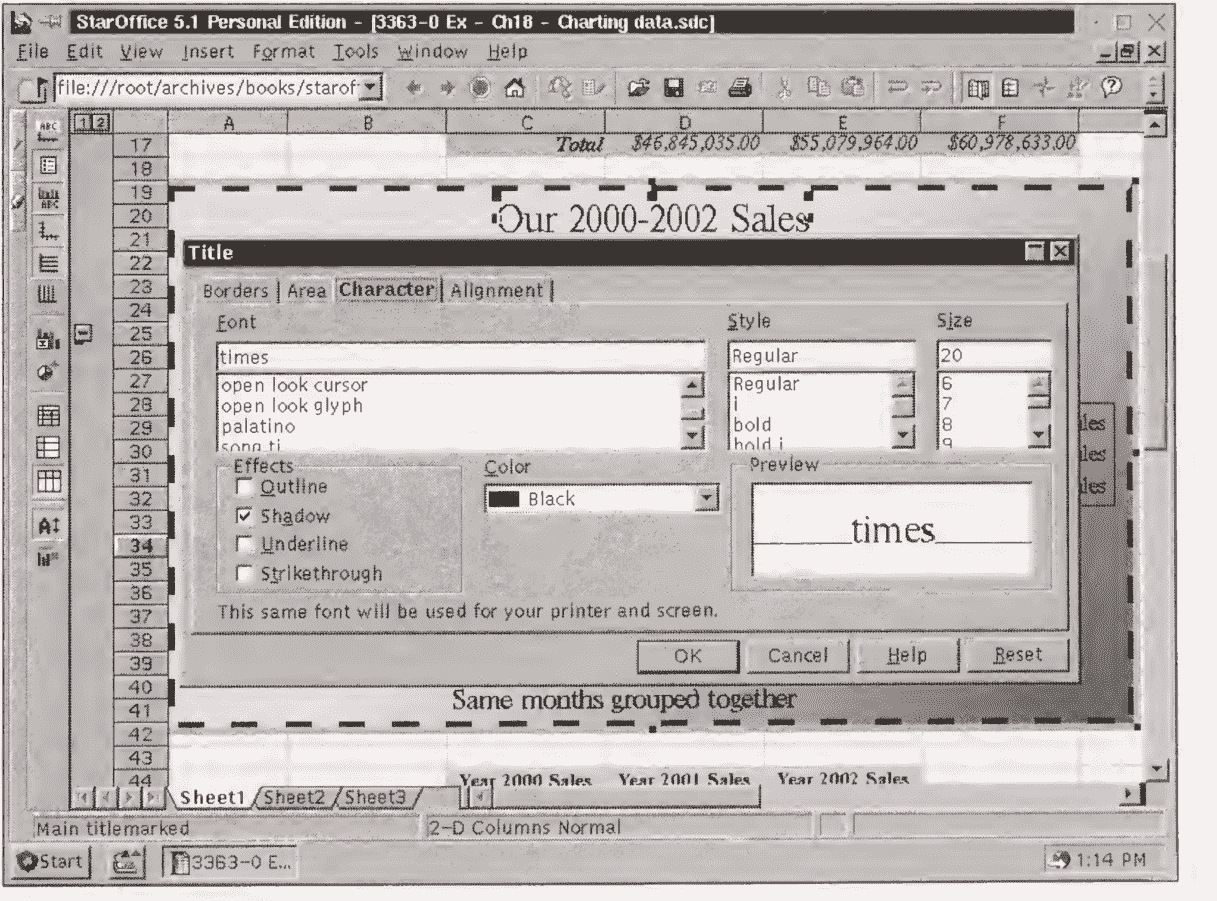 StarOffice 5.1 Personal Edition - [3363-0 Ex - Ch18 - Charting data.sdc]
File Edit View Insert Format Tools Window Help
file:///root/archives/books/starof
1 2 A B C D E F
17 Total $46,845,035.00 $55,079,964.00 $60,978,633.00
18
19
20 Our 2000-2002 Sales
21
Title
22
23 Borders Area Character Alignment
24
Font Style Size
25
26 times Regular 20
27 open look cursor Regular 6
28 open look glyph i 7
29 palatino bold 8 les
30 song ti bold i 9 les
31 Effects Color Preview
Outline les
32 Black
33 Shadow times
34 Underline
35 Strikethrough
36
37 This same font will be used for your printer and screen.
38
39 OK Cancel Help Reset
40 Same months grouped together
41
42
43
44 Year 2000 Sales Year 2001 Sales Year 2002 Sales
Sheet1 Sheet2 Sheet3
Main titlemarked 2-D Columns Normal
Start 3363-0 E... 1:14 PM